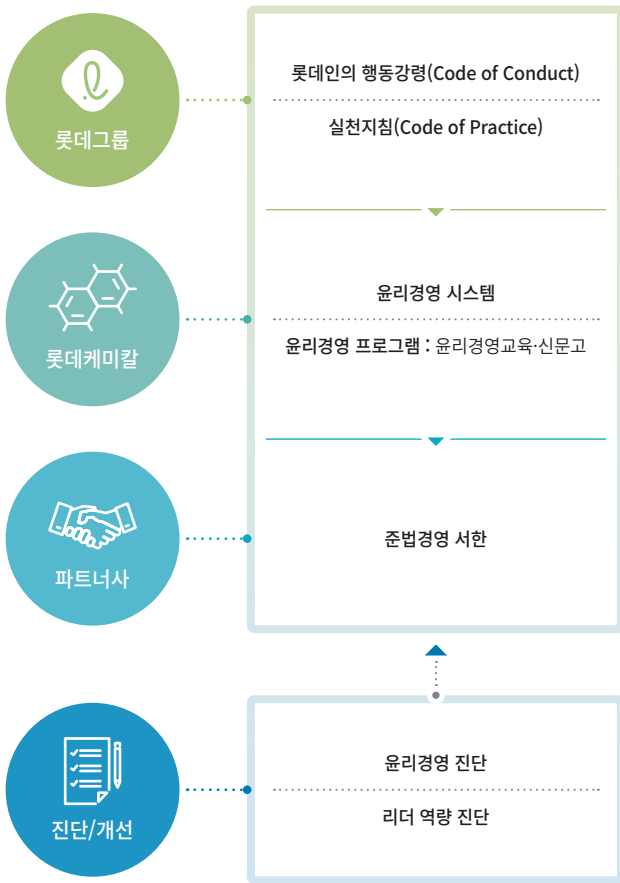 롯데그룹
롯데인의 행동강령(Code of Conduct)
실천지침(Code of Practice)
롯데케미칼
윤리경영 시스템
윤리경영 프로그램 : 윤리경영교육·신문고
파트너사
준법경영 서한
진단/개선
윤리경영 진단
리더 역량 진단